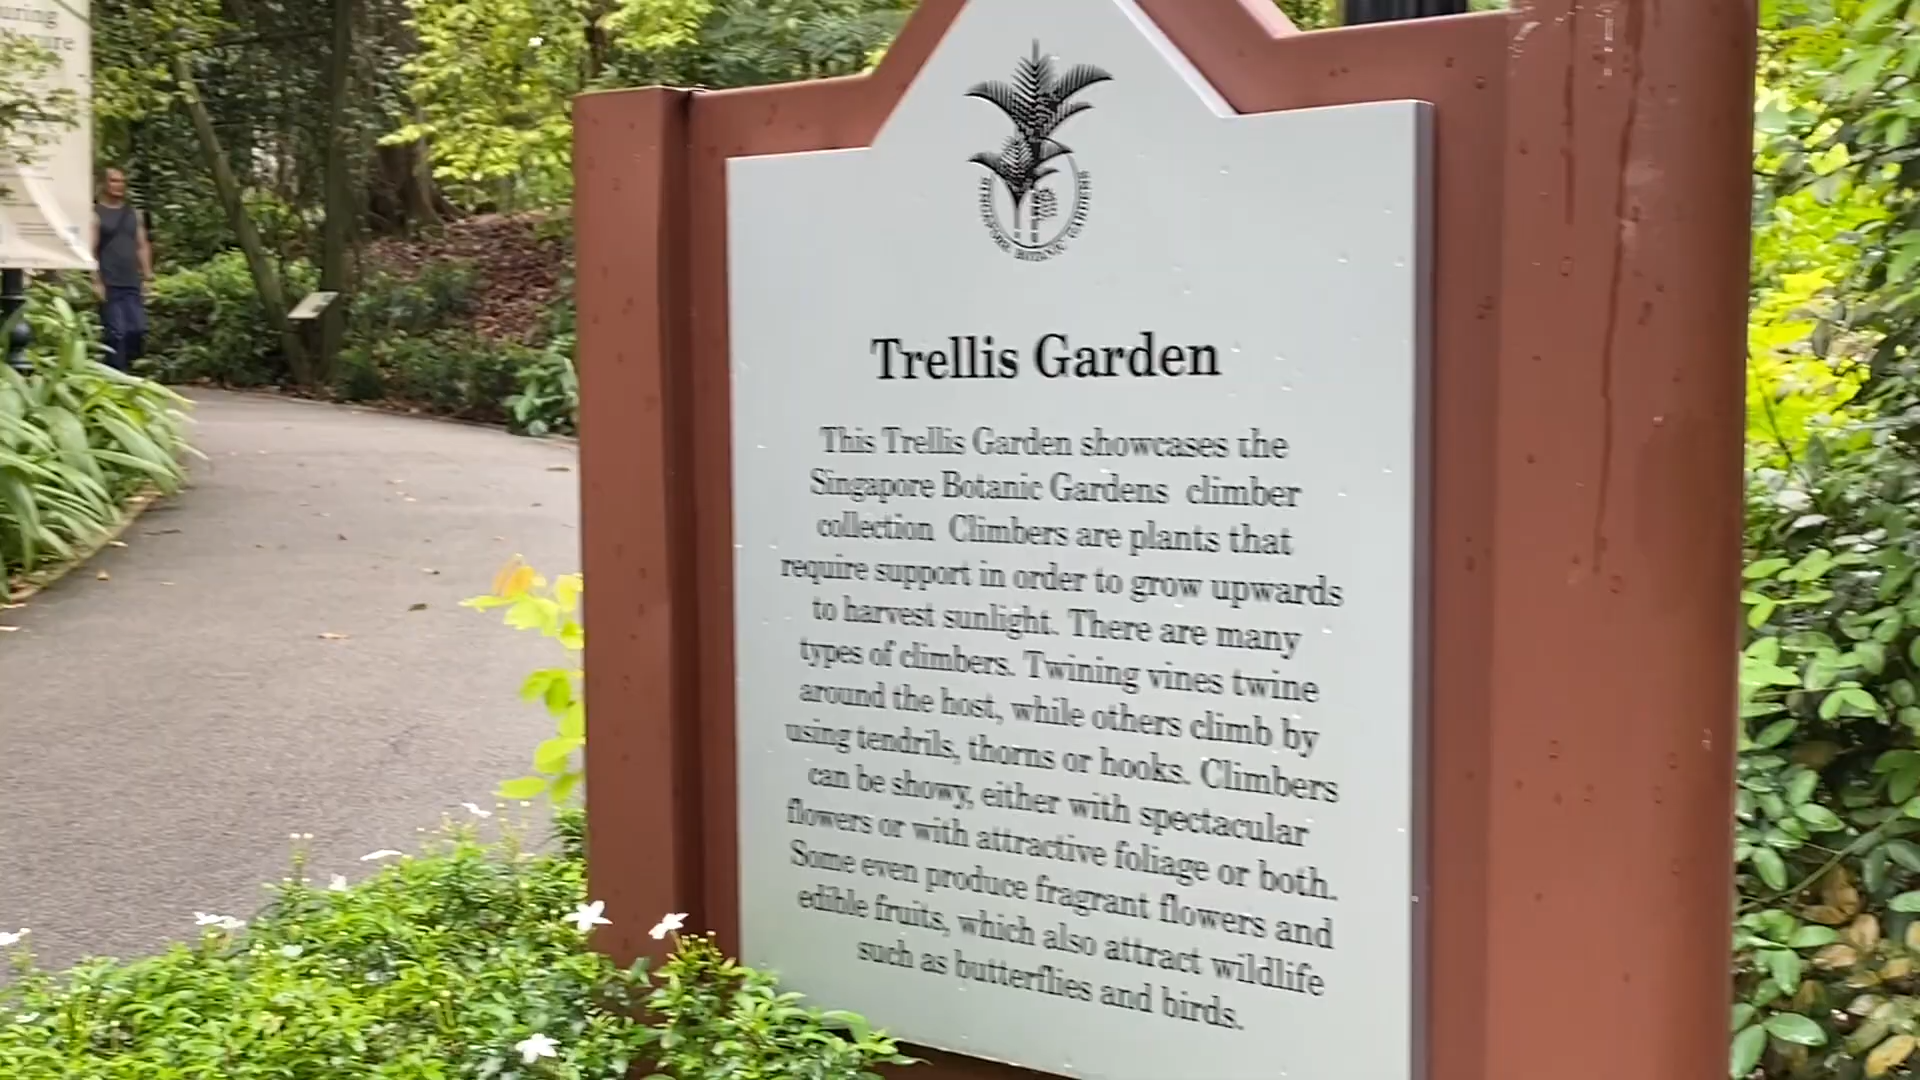 SINGAPORE BOTANIC GARDENS
Trellis Garden
This Trellis Garden showcases the
Singapore Botanic Gardens climber
collection Climbers are plants that
require support in order to grow upwards
to harvest sunlight. There are many
types of climbers. Twining vines twine
around the host, while others climb by
using tendrils, thorns or hooks. Climbers
can be showy, either with spectacular
flowers or with attractive foliage or both.
Some even produce fragrant flowers and
edible fruits, which also attract wildlife
such as butterflies and birds.